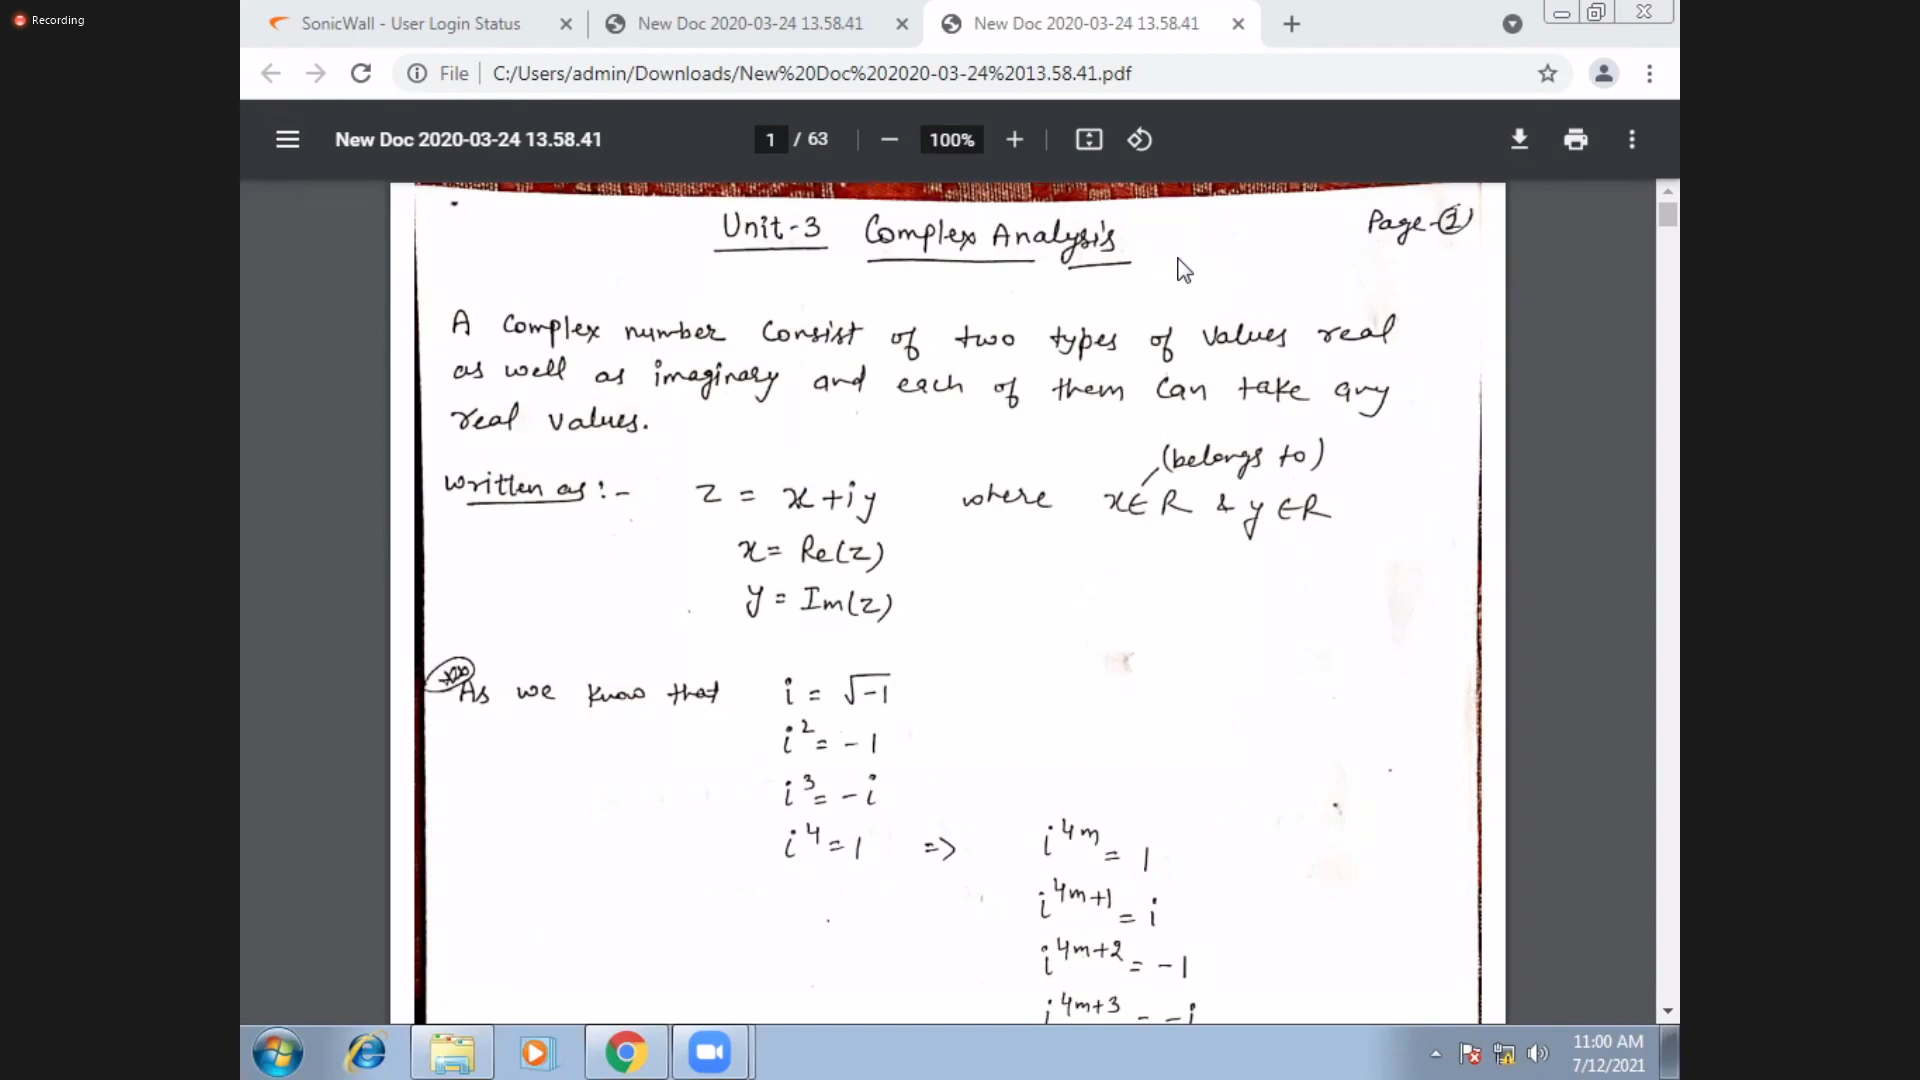 Recording
SonicWall - User Login Status
New Doc 2020-03-24 13.58.41
New Doc 2020-03-24 13.58.41
File
C:/Users/admin/Downloads/New%20Doc%202020-03-24%2013.58.41.pdf
New Doc 2020-03-24 13.58.41
1 / 63
100%
Unit-3 Complex Analysis
Page-1
A Complex number Consist of two types of Values real
as well as imaginary and each of them Can take any
real values.
(belongs to)
Written as :- z = x+iy where x∈R & y∈R
x= Re(z)
y = Im(z)
As we know that i = √-1
i² = -1
i³ = -i
i⁴ = 1 => i^4m = 1
i^4m+1 = i
i^4m+2 = -1
i^4m+3 = -i
11:00 AM
7/12/2021